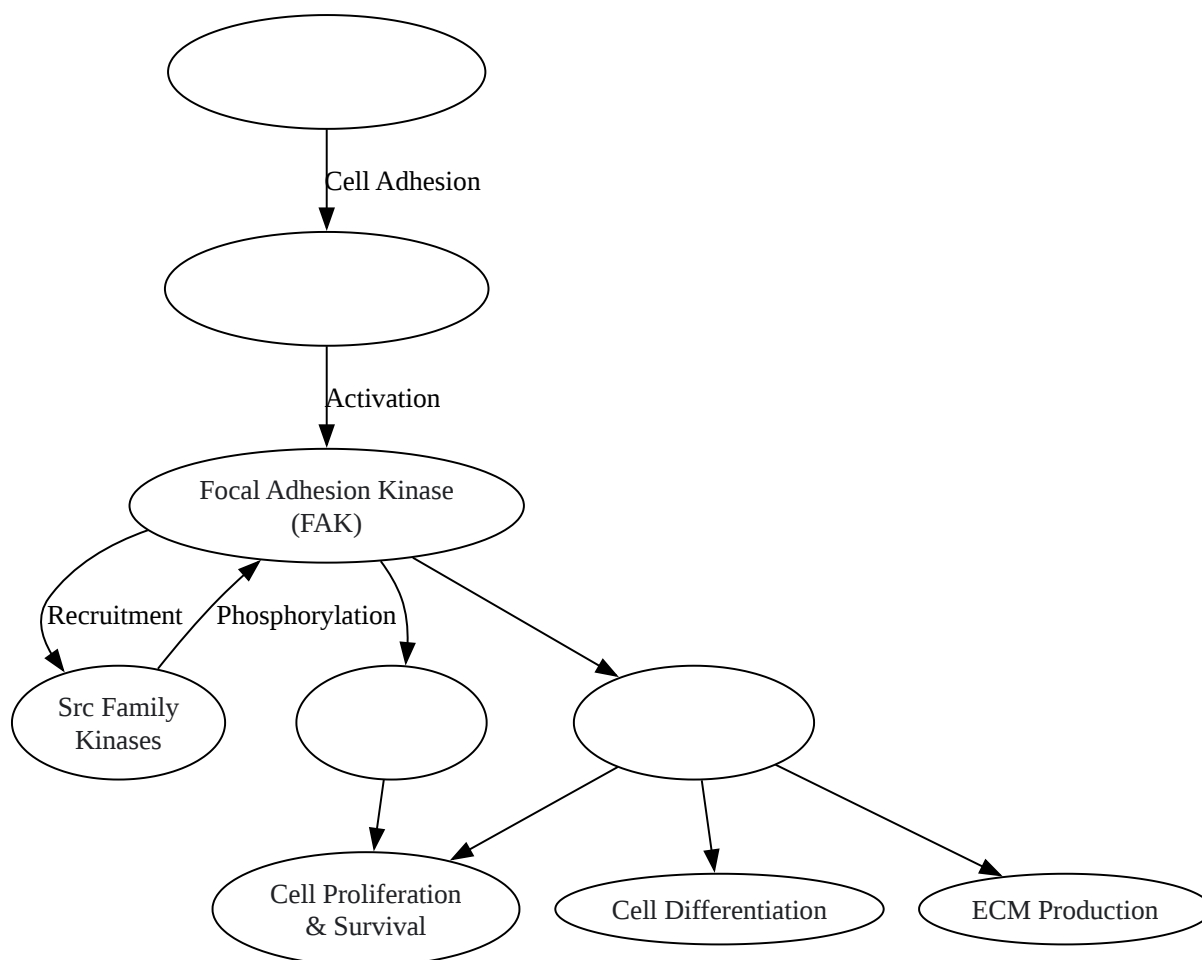 Cell Adhesion
Activation
Focal Adhesion Kinase
(FAK)
Recruitment
Phosphorylation
Src Family
Kinases
Cell Proliferation
& Survival
Cell Differentiation
ECM Production